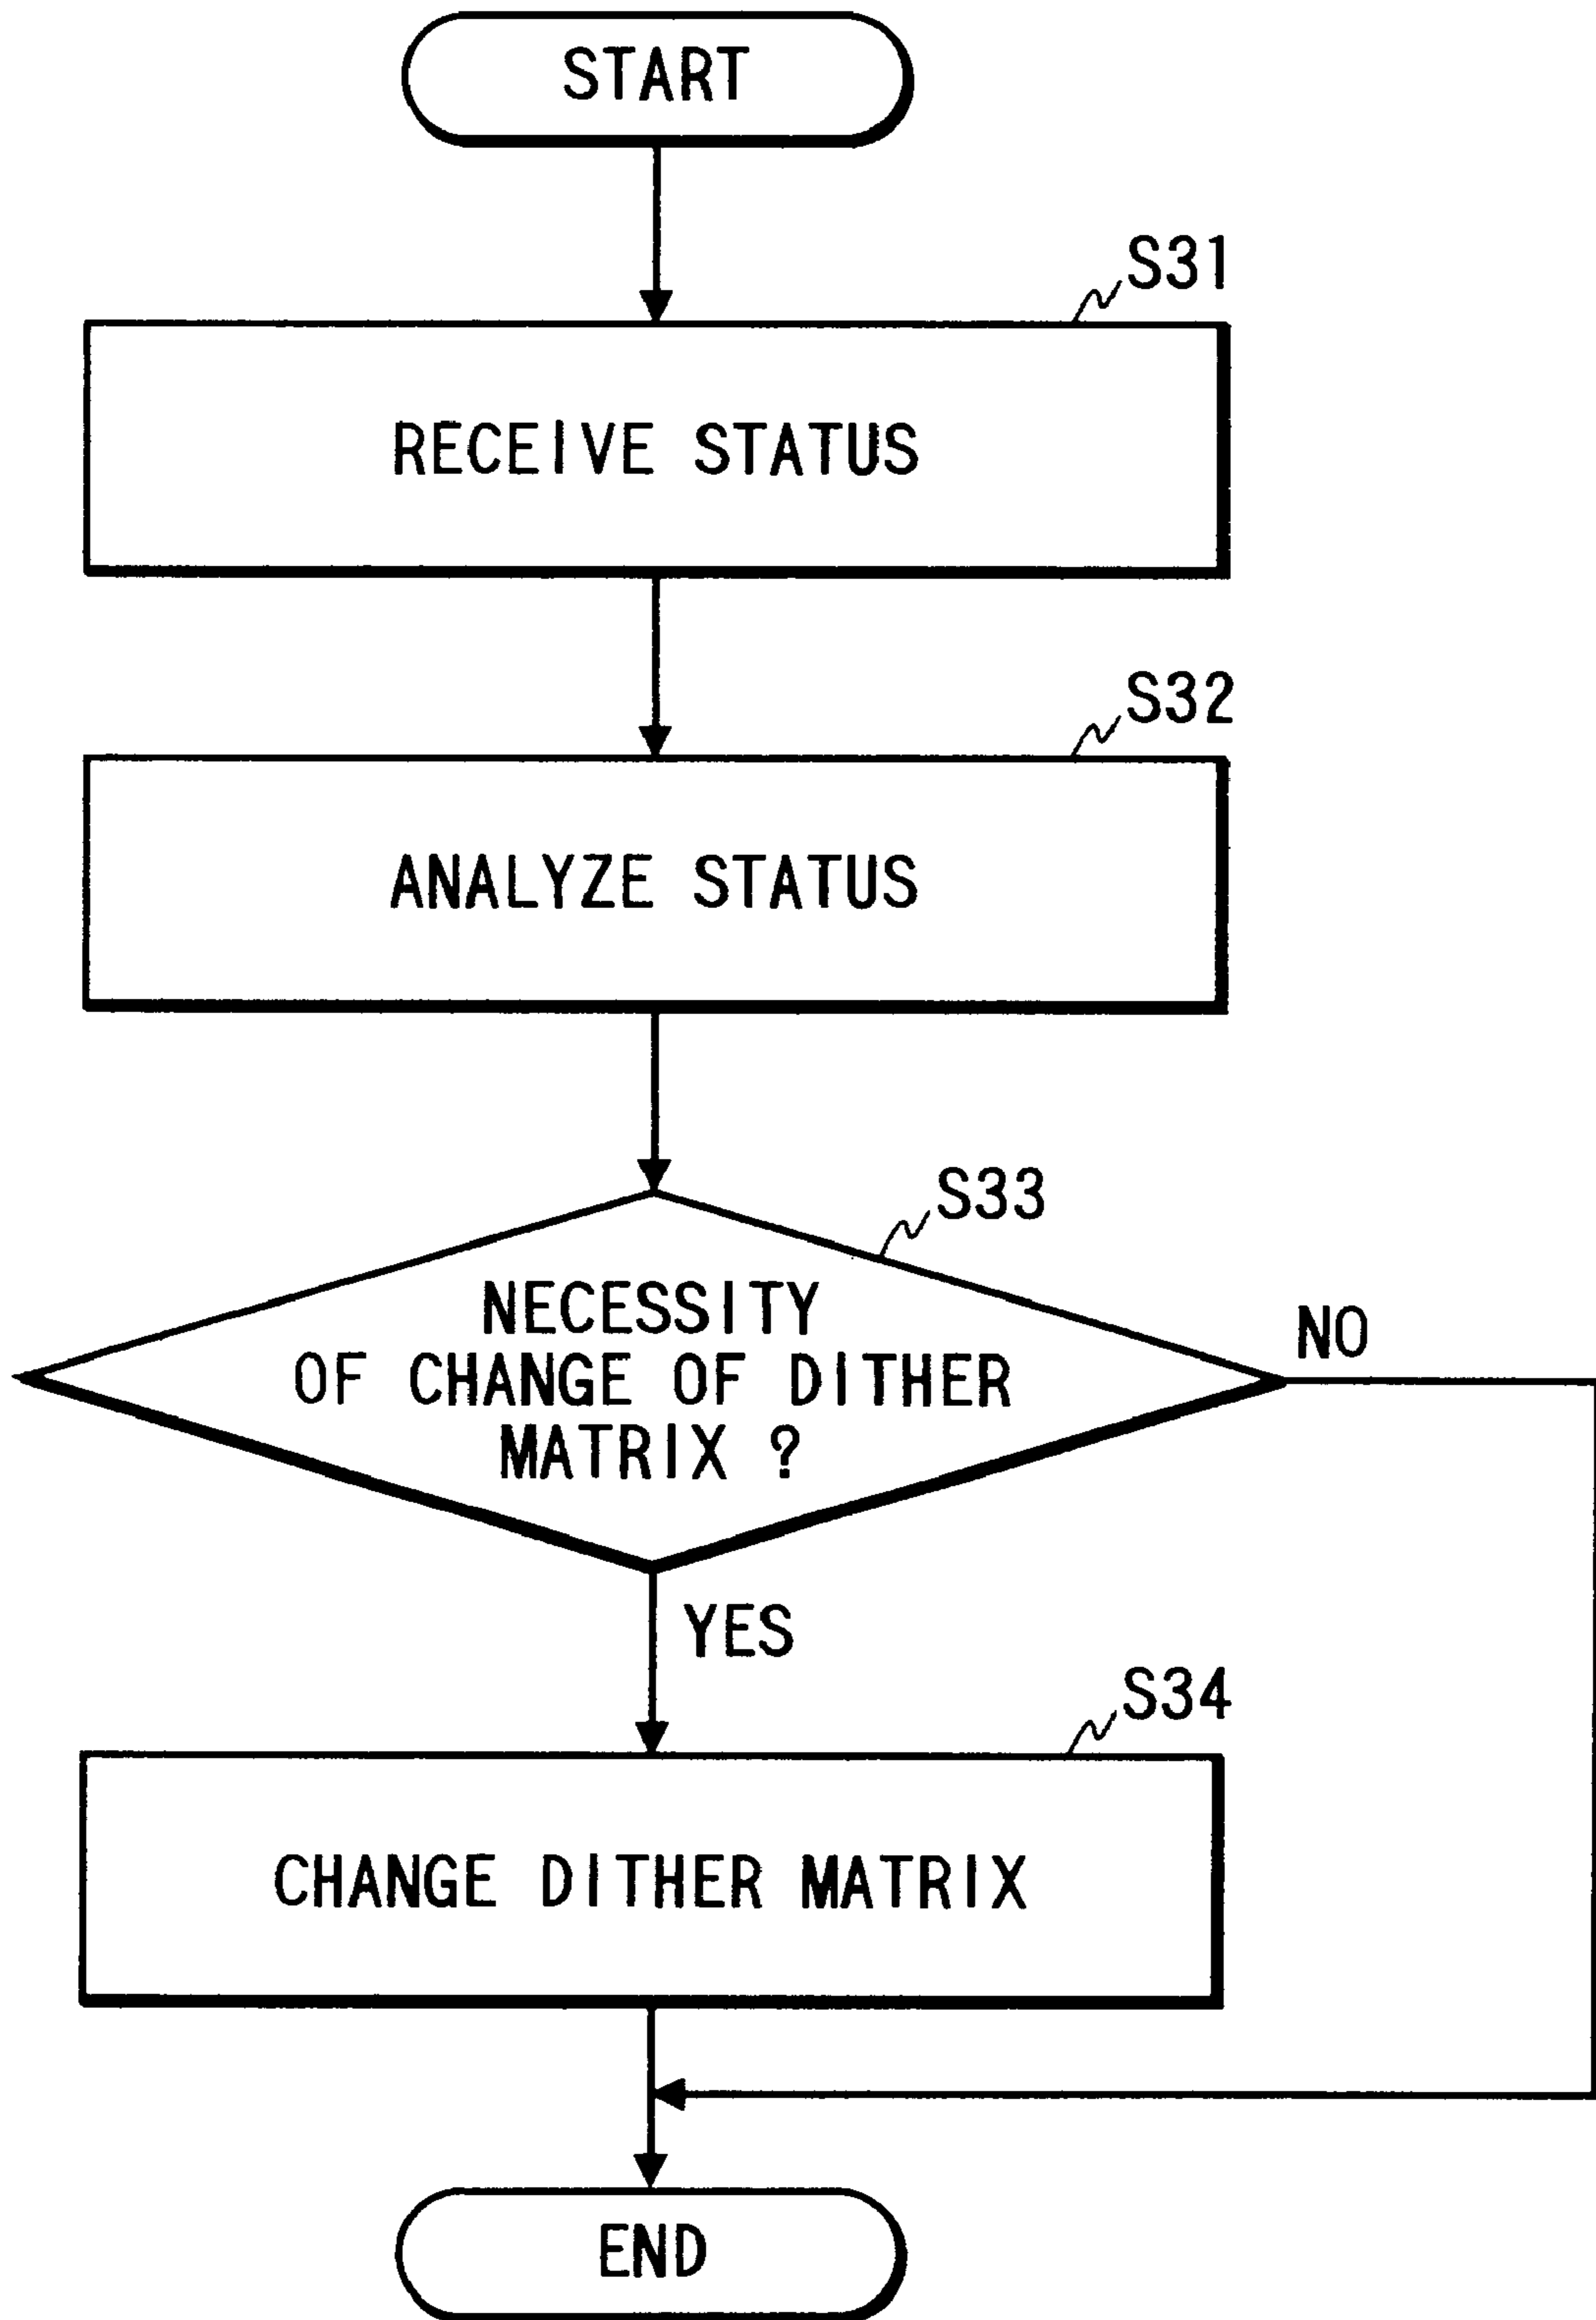 START
S31
RECEIVE STATUS
S32
ANALYZE STATUS
S33
NECESSITY
OF CHANGE OF DITHER
MATRIX ?
NO
YES
S34
CHANGE DITHER MATRIX
END